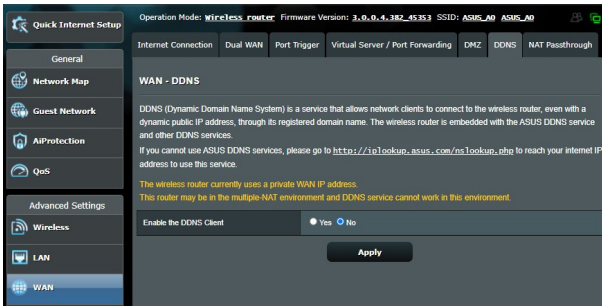 Quick Internet Setup
Operation Mode: Wireless router Firmware Version: 3.0.0.4.382_45353 SSID: ASUS_A0 ASUS_A0
Internet Connection Dual WAN Port Trigger Virtual Server / Port Forwarding DMZ DDNS NAT Passthrough
General
Network Map
Guest Network
AiProtection
QoS
Advanced Settings
Wireless
LAN
WAN
WAN - DDNS
DDNS (Dynamic Domain Name System) is a service that allows network clients to connect to the wireless router, even with a
dynamic public IP address, through its registered domain name. The wireless router is embedded with the ASUS DDNS service
and other DDNS services.
If you cannot use ASUS DDNS services, please go to http://iplookup.asus.com/nslookup.php to reach your internet IP
address to use this service.
The wireless router currently uses a private WAN IP address.
This router may be in the multiple-NAT environment and DDNS service cannot work in this environment.
Enable the DDNS Client Yes No
Apply